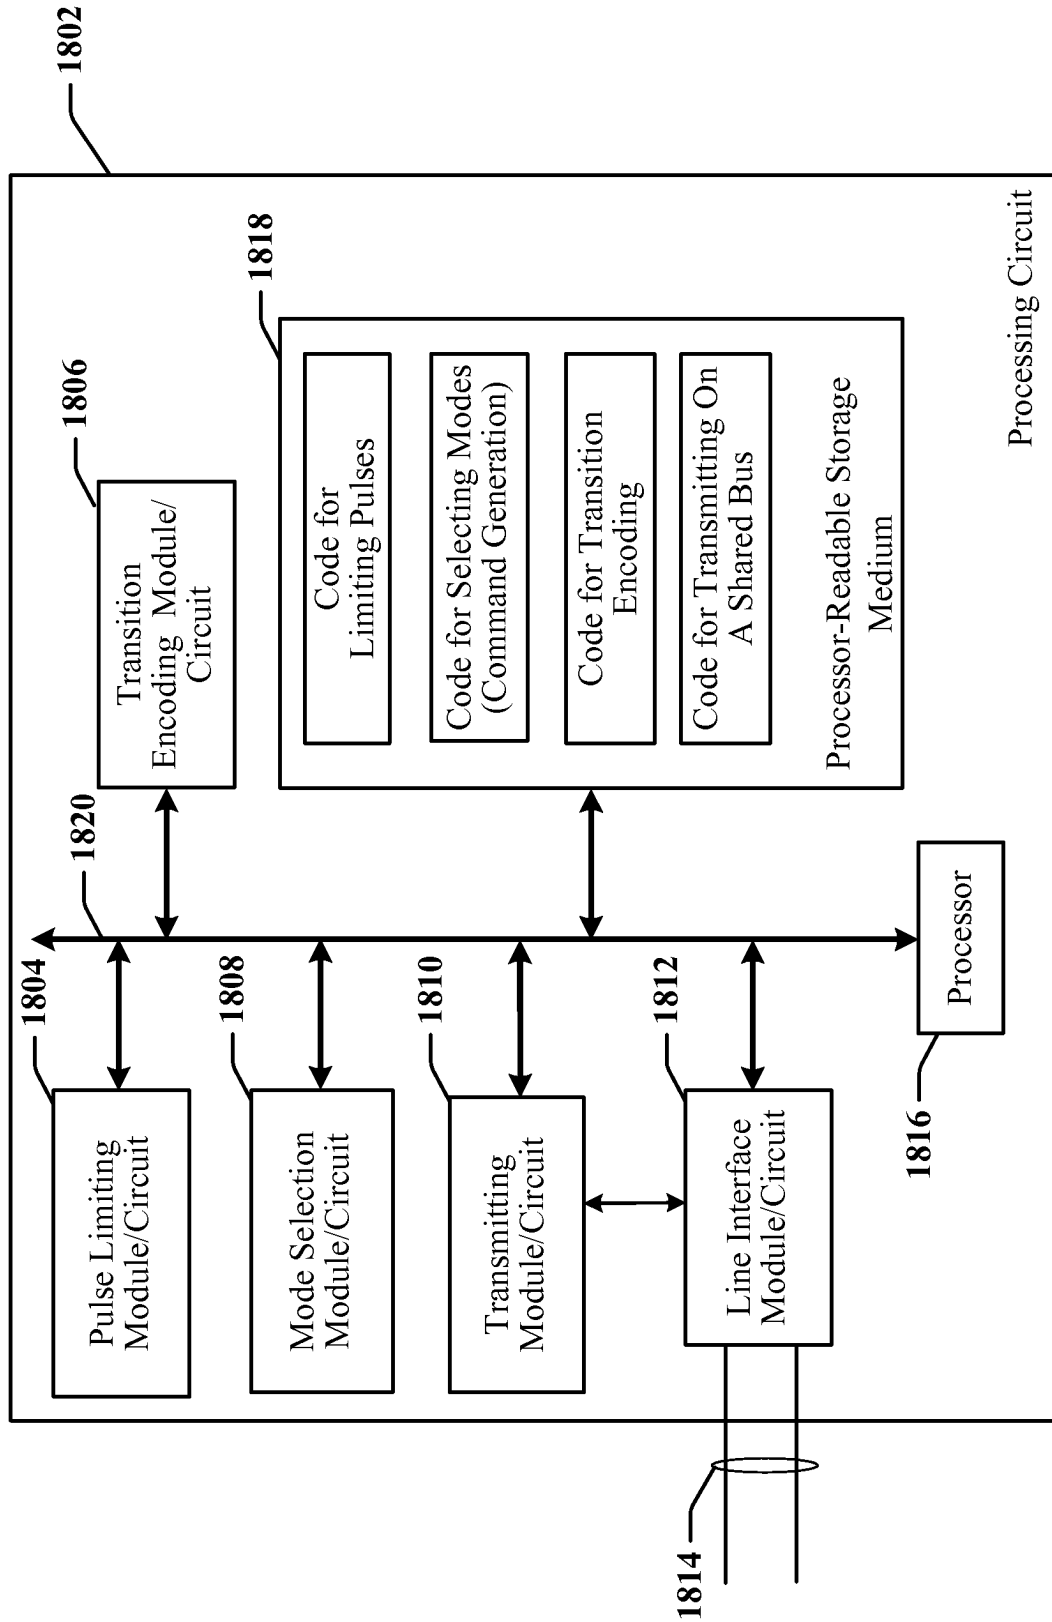 1802
1806
Transition
Encoding Module/
Circuit
1818
Code for
Limiting Pulses
Code for Selecting Modes
(Command Generation)
Code for Transition
Encoding
Code for Transmitting On
A Shared Bus
Processor-Readable Storage
Medium
Processing Circuit
1820
1804
Pulse Limiting
Module/Circuit
1808
Mode Selection
Module/Circuit
1810
Transmitting
Module/Circuit
1812
Line Interface
Module/Circuit
1814
Processor
1816